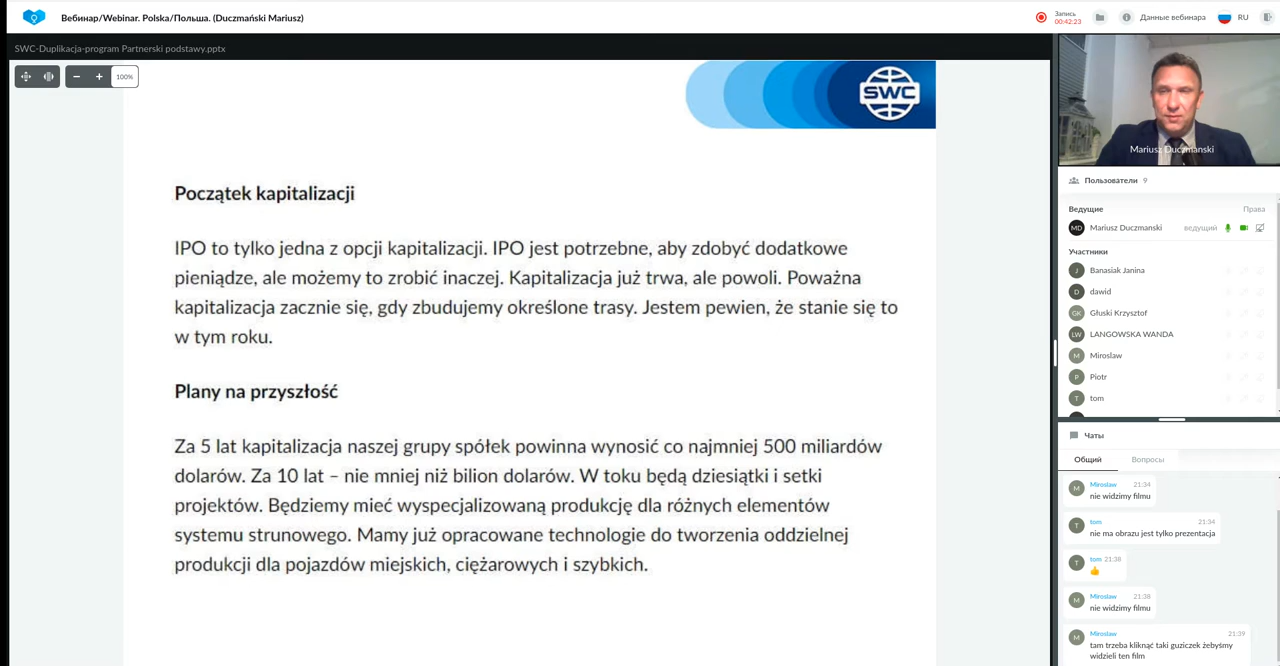 Вебинар/Webinar. Polska/Польша. (Duczmański Mariusz)
Запись
00:42:23
Данные вебинара
RU
SWC-Duplikacja-program Partnerski podstawy.pptx
100%
SWC
Początek kapitalizacji
IPO to tylko jedna z opcji kapitalizacji. IPO jest potrzebne, aby zdobyć dodatkowe
pieniądze, ale możemy to zrobić inaczej. Kapitalizacja już trwa, ale powoli. Poważna
kapitalizacja zacznie się, gdy zbudujemy określone trasy. Jestem pewien, że stanie się to
w tym roku.
Plany na przyszłość
Za 5 lat kapitalizacja naszej grupy spółek powinna wynosić co najmniej 500 miliardów
dolarów. Za 10 lat – nie mniej niż bilion dolarów. W toku będą dziesiątki i setki
projektów. Będziemy mieć wyspecjalizowaną produkcję dla różnych elementów
systemu strunowego. Mamy już opracowane technologie do tworzenia oddzielnej
produkcji dla pojazdów miejskich, ciężarowych i szybkich.
Mariusz Duczmanski
Пользователи 9
Ведущие Права
MD Mariusz Duczmanski ведущий
Участники
J Banasiak Janina
D dawid
GK Głuski Krzysztof
LW LANGOWSKA WANDA
M Miroslaw
P Piotr
T tom
Чаты
Общий Вопросы
M Miroslaw 21:34
nie widzimy filmu
T tom 21:34
nie ma obrazu jest tylko prezentacja
T tom 21:38
👍
M Miroslaw 21:38
nie widzimy filmu
M Miroslaw 21:39
tam trzeba kliknąć taki guziczek żebyśmy
widzieli ten film